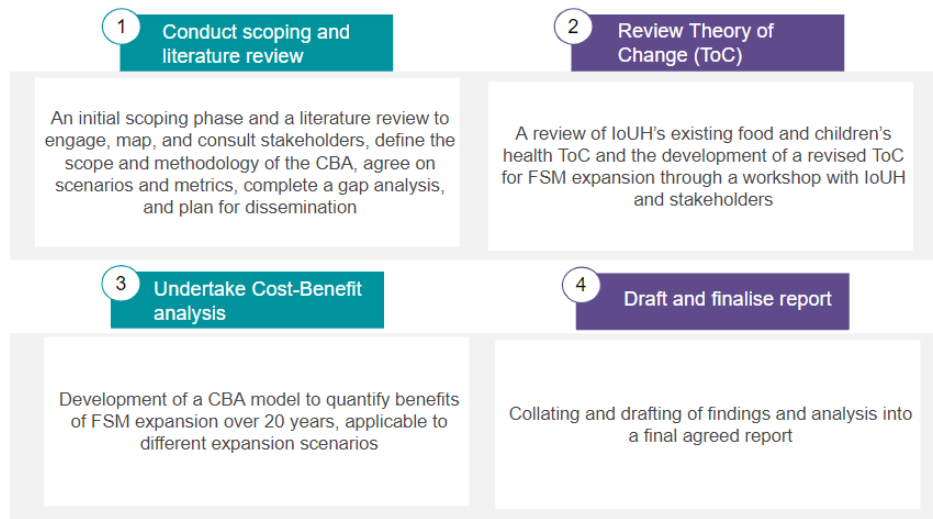 1
Conduct scoping and
literature review
An initial scoping phase and a literature review to
engage, map, and consult stakeholders, define the
scope and methodology of the CBA, agree on
scenarios and metrics, complete a gap analysis,
and plan for dissemination
2
Review Theory of
Change (ToC)
A review of IoUH’s existing food and children’s
health ToC and the development of a revised ToC
for FSM expansion through a workshop with IoUH
and stakeholders
3
Undertake Cost-Benefit
analysis
Development of a CBA model to quantify benefits
of FSM expansion over 20 years, applicable to
different expansion scenarios
4
Draft and finalise report
Collating and drafting of findings and analysis into
a final agreed report